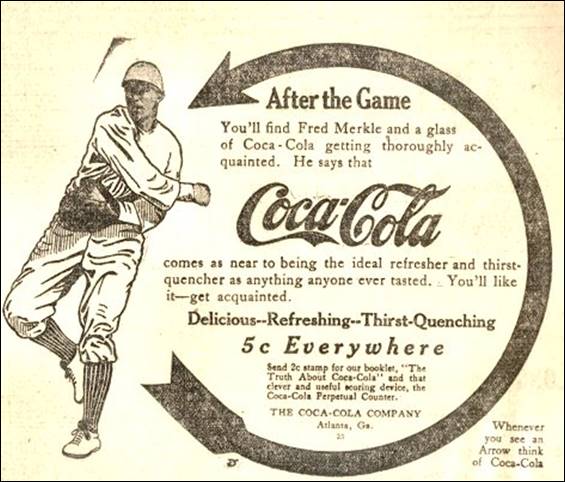 After the Game
You'll find Fred Merkle and a glass
of Coca-Cola getting thoroughly ac-
quainted. He says that
Coca-Cola
comes as near to being the ideal refresher and thirst-
quencher as anything anyone ever tasted. You'll like
it—get acquainted.
Delicious--Refreshing--Thirst-Quenching
5c Everywhere
Send 2c stamp for our booklet, "The
Truth About Coca-Cola" and that
clever and useful scoring device, the
Coca-Cola Perpetual Counter.
THE COCA-COLA COMPANY
Atlanta, Ga.
Whenever
you see an
Arrow think
of Coca-Cola